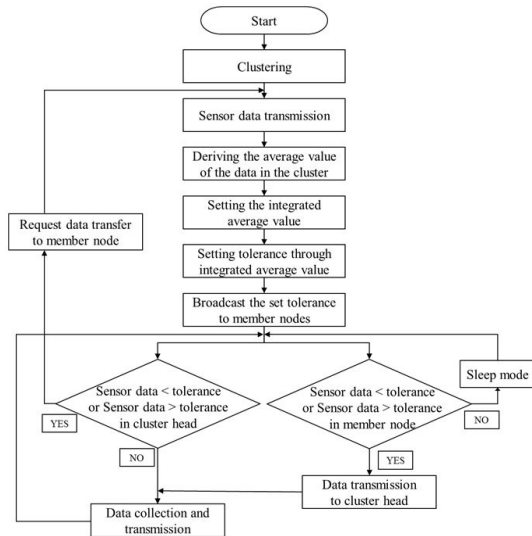 Start
Clustering
Sensor data transmission
Deriving the average value
of the data in the cluster
Setting the integrated
average value
Request data transfer
to member node
Setting tolerance through
integrated average value
Broadcast the set tolerance
to member nodes
Sensor data < tolerance
or Sensor data > tolerance
in cluster head
Sensor data < tolerance
or Sensor data > tolerance
in member node
Sleep mode
YES
NO
NO
YES
Data transmission
to cluster head
Data collection and
transmission